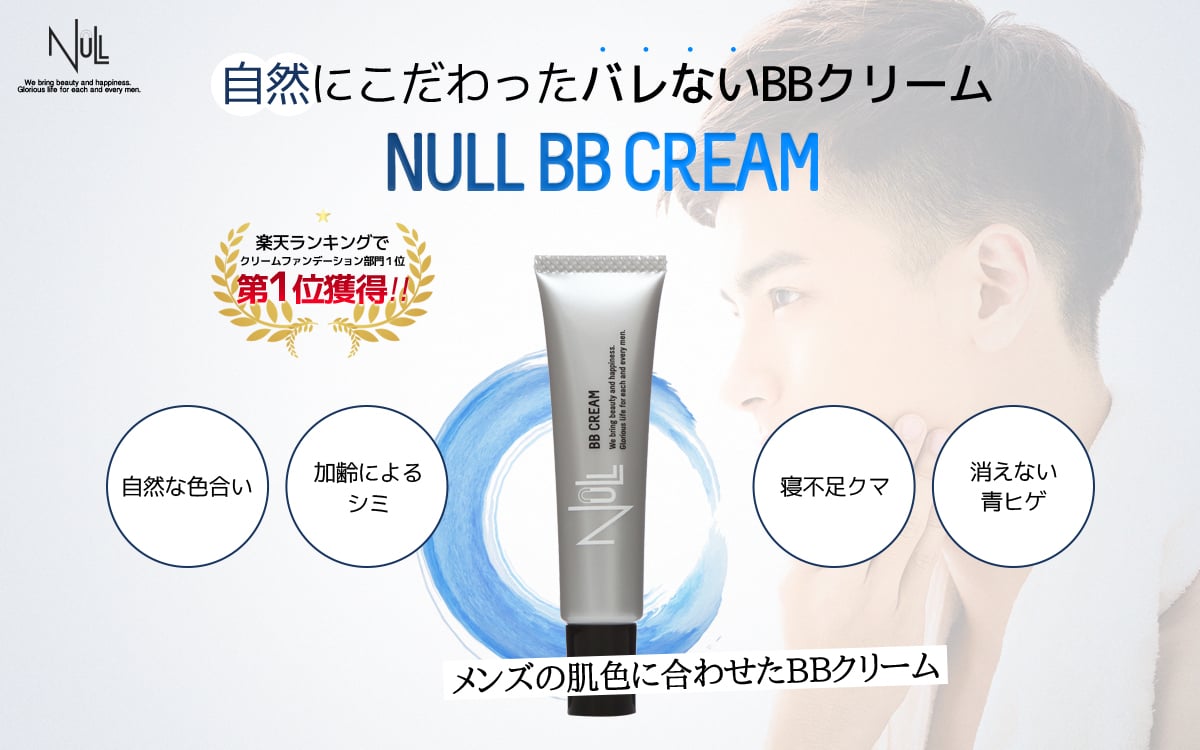 NULL
We bring beauty and happiness.
Glorious life for each and every men.
自然にこだわったバレないBBクリーム
NULL BB CREAM
楽天ランキングで
クリームファンデーション部門1位
第1位獲得!!
自然な色合い
加齢による
シミ
BB CREAM
We bring beauty and happiness.
Glorious life for each and every men.
NULL
寝不足クマ
消えない
青ヒゲ
メンズの肌色に合わせたBBクリーム